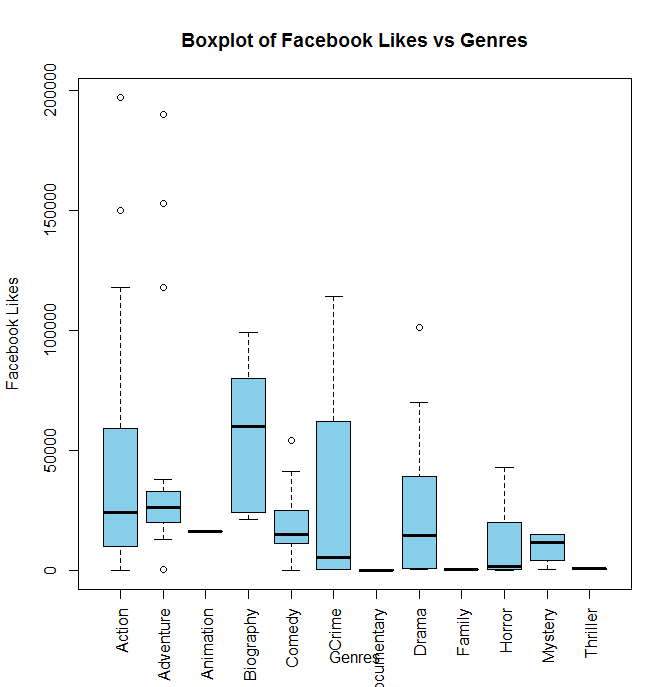 Boxplot of Facebook Likes vs Genres
Facebook Likes
200000
150000
100000
50000
0
Action
Adventure
Animation
Biography
Comedy
Crime
ocumentary
Drama
Family
Horror
Mystery
Thriller
Genres